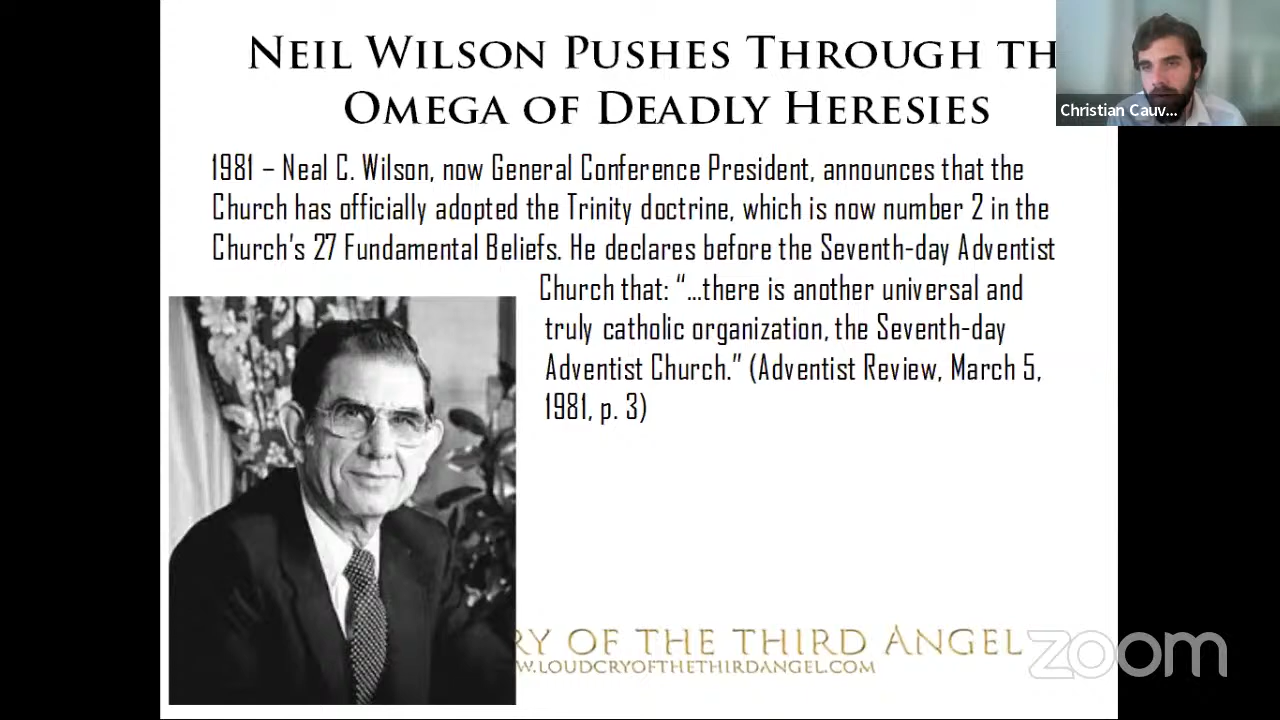 NEIL WILSON PUSHES THROUGH TH
OMEGA OF DEADLY HERESIES
Christian Cauv...
1981 – Neal C. Wilson, now General Conference President, announces that the
Church has officially adopted the Trinity doctrine, which is now number 2 in the
Church's 27 Fundamental Beliefs. He declares before the Seventh-day Adventist
Church that: “...there is another universal and
truly catholic organization, the Seventh-day
Adventist Church.” (Adventist Review, March 5,
1981, p. 3)
RY OF THE THIRD ANGEL
W.LOUDCRYOFTHETHIRDANGEL.COM
zoom